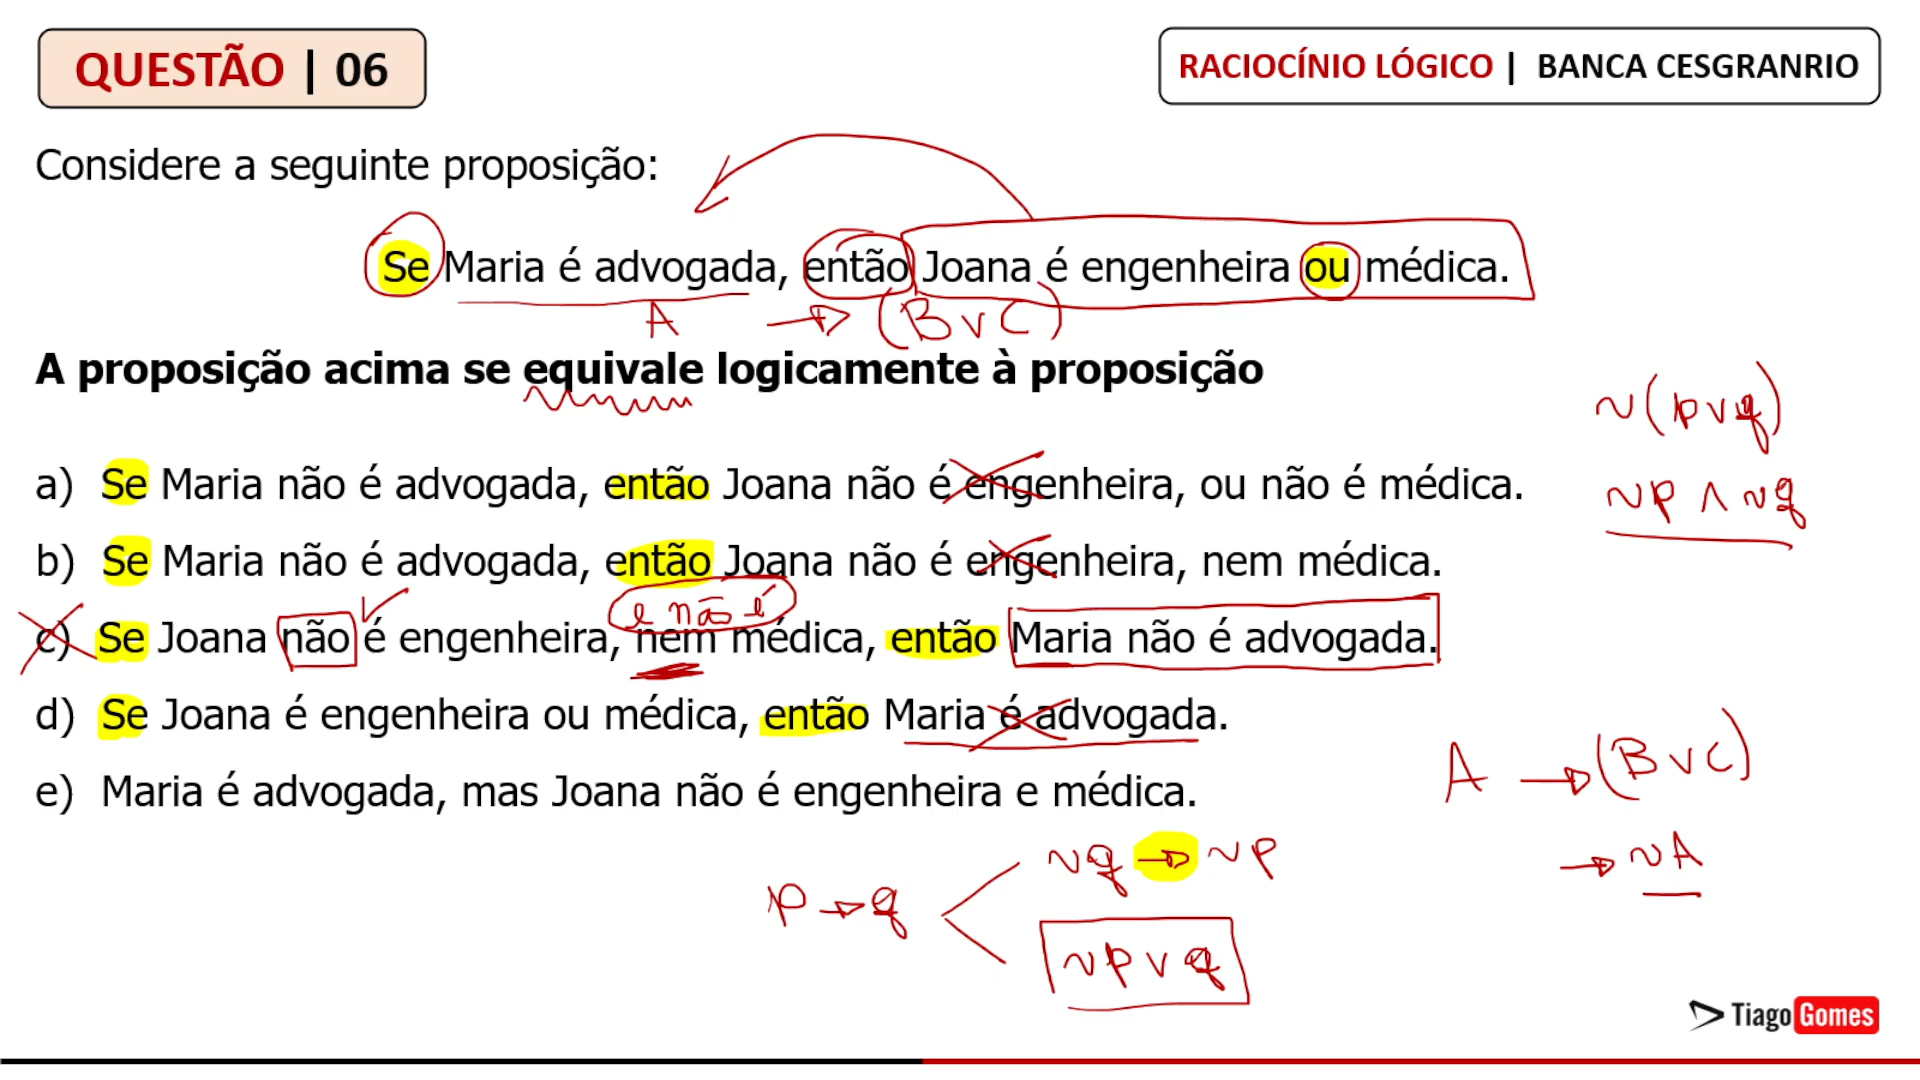 QUESTÃO | 06
RACIOCÍNIO LÓGICO | BANCA CESGRANRIO
Considere a seguinte proposição:
Se Maria é advogada, então Joana é engenheira ou médica.
A → (B v C)
A proposição acima se equivale logicamente à proposição
~(p v q)
~p ∧ ~q
a) Se Maria não é advogada, então Joana não é engenheira, ou não é médica.
b) Se Maria não é advogada, então Joana não é engenheira, nem médica.
e não é
c) Se Joana não é engenheira, nem médica, então Maria não é advogada.
d) Se Joana é engenheira ou médica, então Maria é advogada.
A → (B v C)
e) Maria é advogada, mas Joana não é engenheira e médica.
→ ~A
~q → ~p
p → q
~p v q
Tiago Gomes